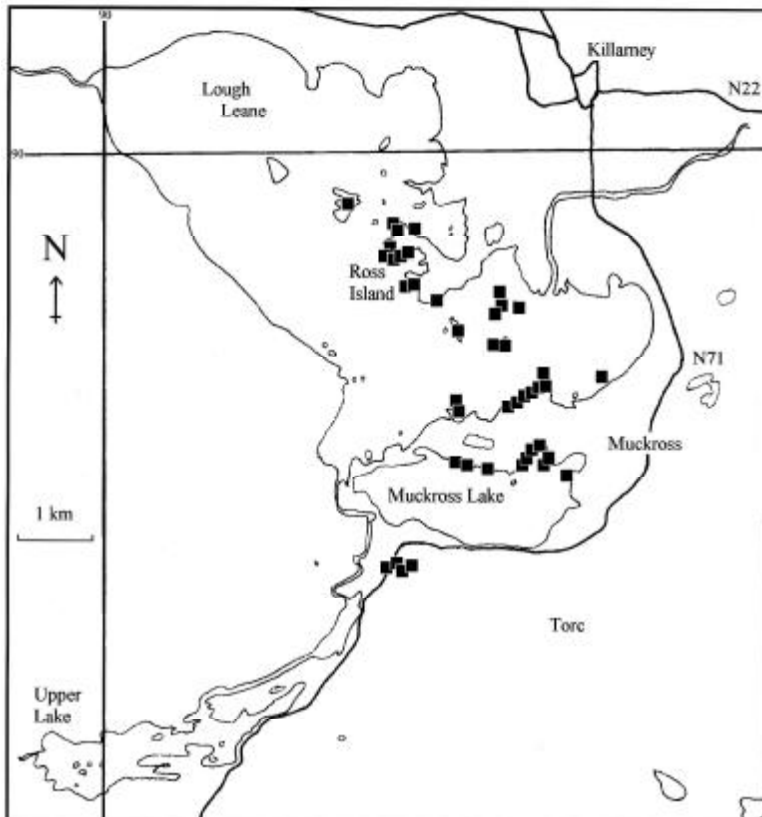 90
Killarney
Lough
Leane
N22
90
N
Ross
Island
N71
Muckross
Muckross Lake
1 km
Torc
Upper
Lake